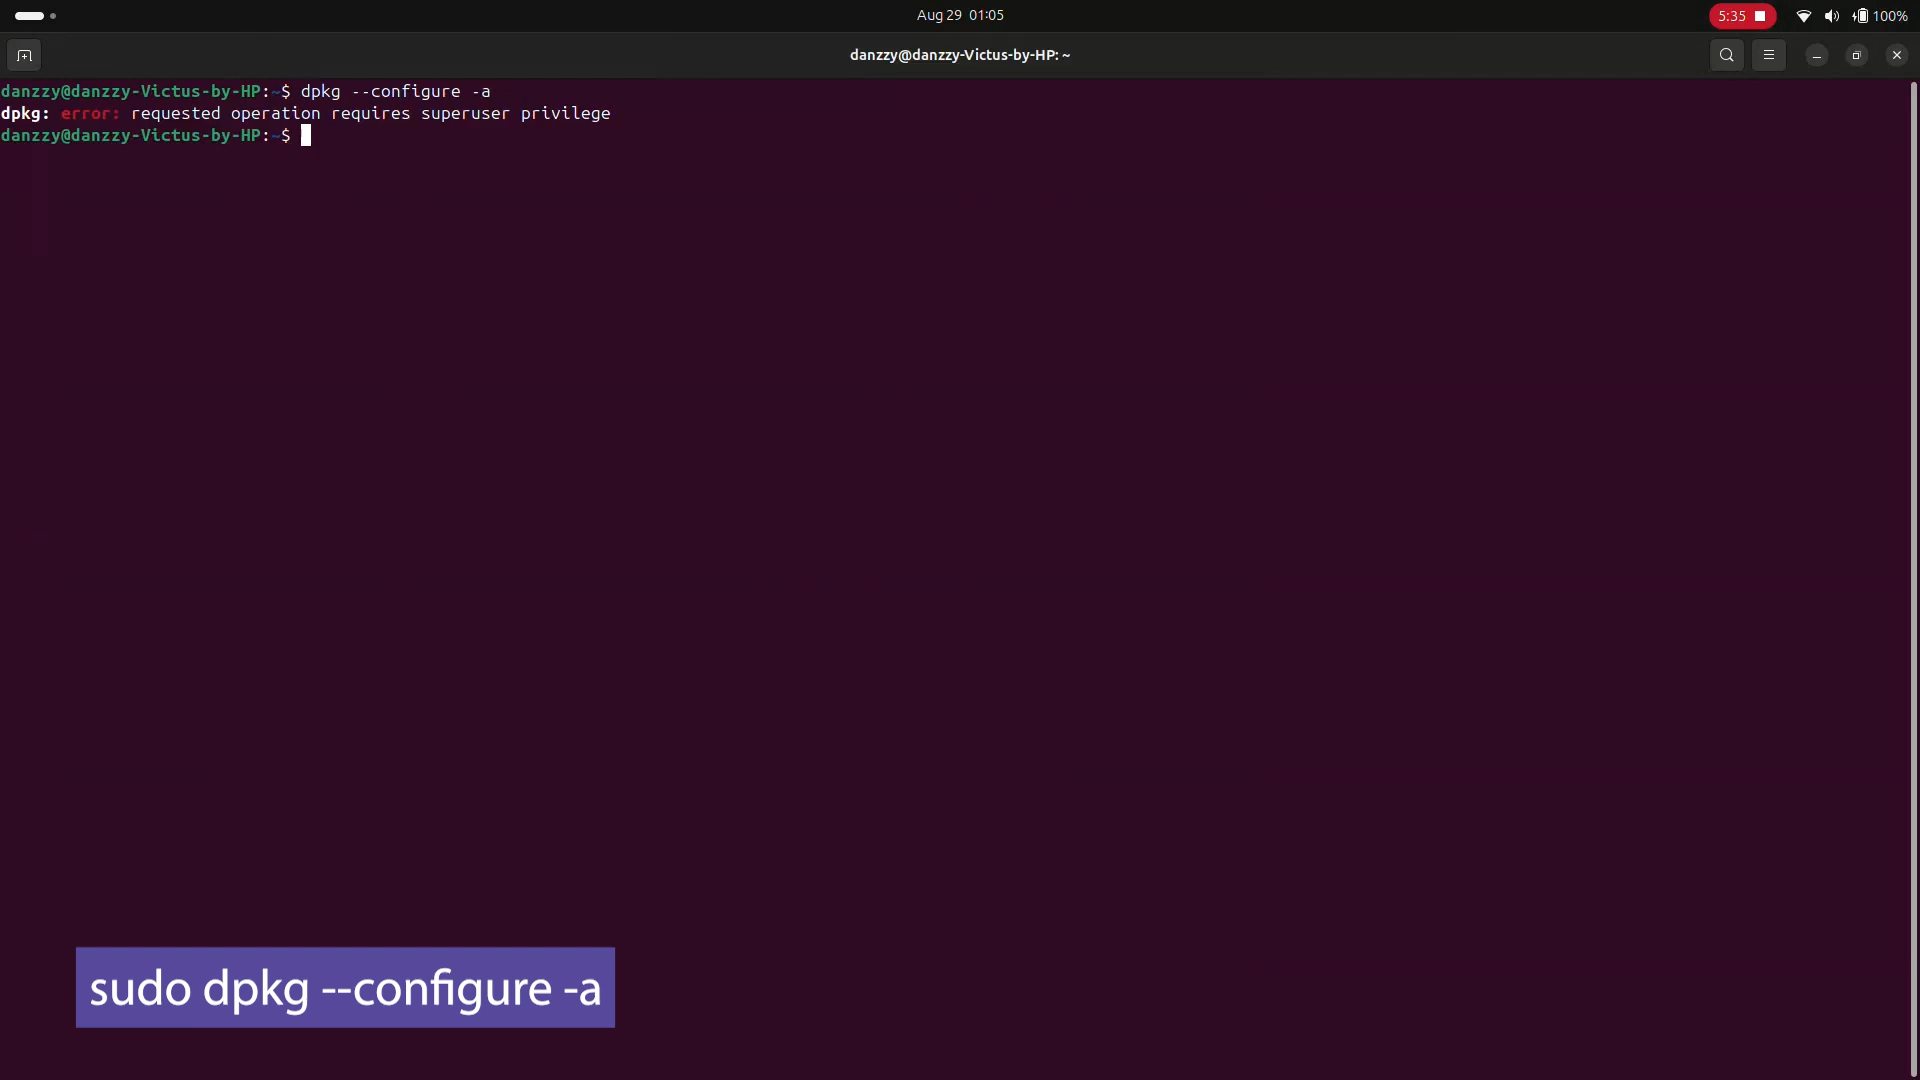 Aug 29 01:05
5:35
100%
danzzy@danzzy-Victus-by-HP: ~
danzzy@danzzy-Victus-by-HP:~$ dpkg --configure -a
dpkg: error: requested operation requires superuser privilege
danzzy@danzzy-Victus-by-HP:~$
sudo dpkg --configure -a